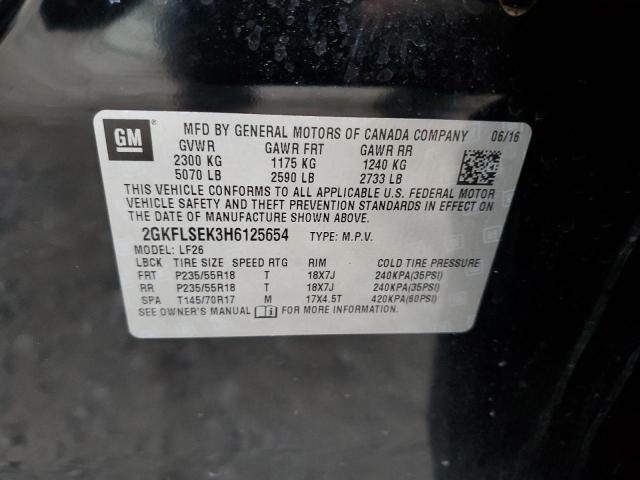 GM ® MFD BY GENERAL MOTORS OF CANADA COMPANY 06/16
GVWR GAWR FRT GAWR RR
2300 KG 1175 KG 1240 KG
5070 LB 2590 LB 2733 LB
THIS VEHICLE CONFORMS TO ALL APPLICABLE U.S. FEDERAL MOTOR
VEHICLE SAFETY AND THEFT PREVENTION STANDARDS IN EFFECT ON
DATE OF MANUFACTURE SHOWN ABOVE.
2GKFLSEK3H6125654 TYPE: M.P.V.
MODEL: LF26
LBCK TIRE SIZE SPEED RTG RIM COLD TIRE PRESSURE
FRT P235/55R18 T 18X7J 240KPA(35PSI)
RR P235/55R18 T 18X7J 240KPA(35PSI)
SPA T145/70R17 M 17X4.5T 420KPA(60PSI)
SEE OWNER'S MANUAL i FOR MORE INFORMATION.